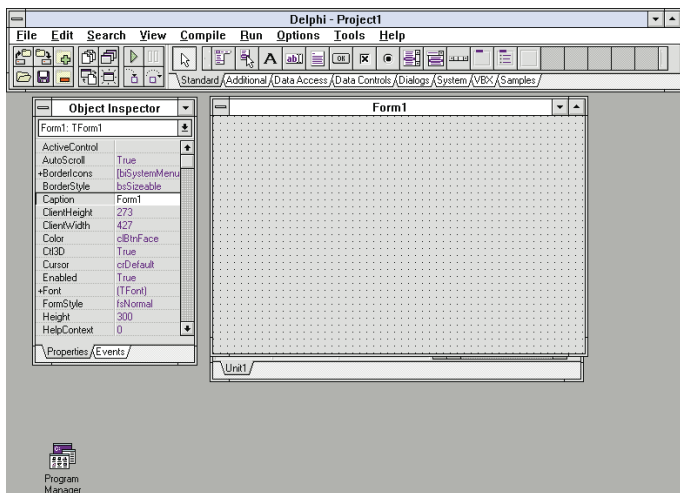 Delphi - Project1
File Edit Search View Compile Run Options Tools Help
A ab OK
Standard Additional Data Access Data Controls Dialogs System VBX Samples
Object Inspector
Form1: TForm1
ActiveControl
AutoScroll True
+BorderIcons [biSystemMenu
BorderStyle bsSizeable
Caption Form1
ClientHeight 273
ClientWidth 427
Color clBtnFace
Ctl3D True
Cursor crDefault
Enabled True
+Font (TFont)
FormStyle fsNormal
Height 300
HelpContext 0
Properties Events
Form1
Unit1
Program
Manager